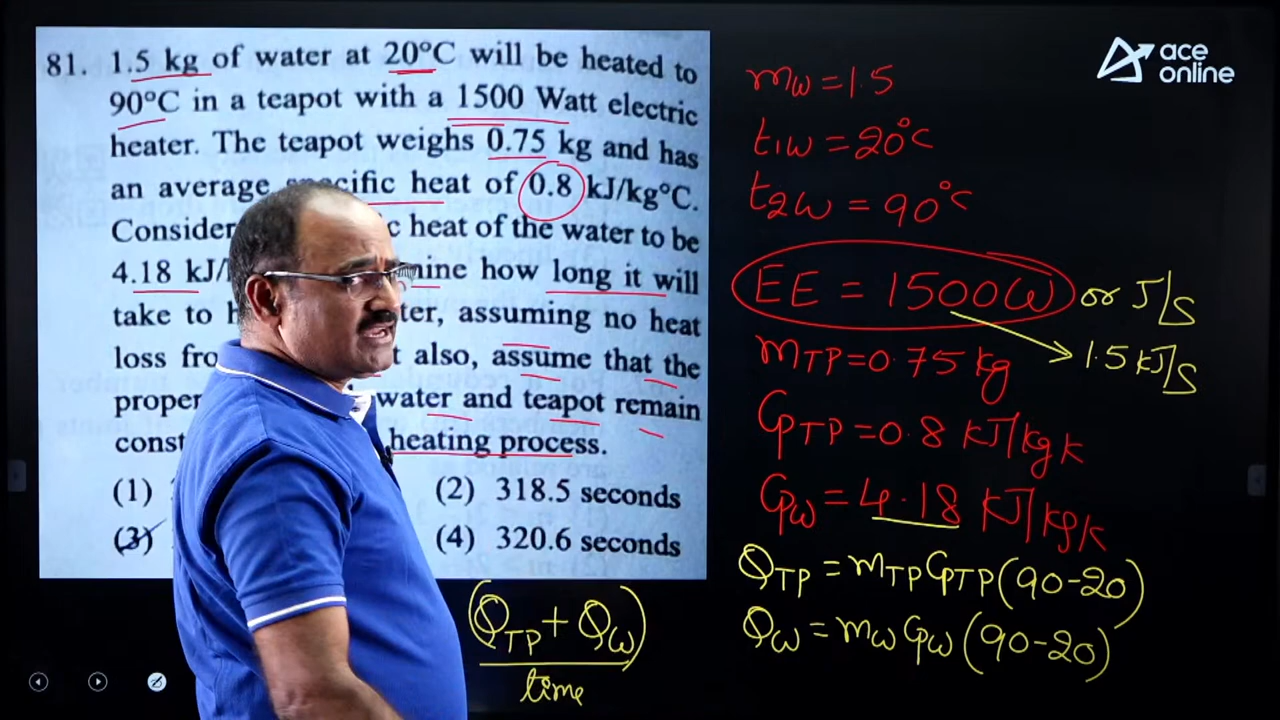 81. 1.5 kg of water at 20°C will be heated to
90°C in a teapot with a 1500 Watt electric
heater. The teapot weighs 0.75 kg and has
an average specific heat of 0.8 kJ/kg°C.
Consider heat of the water to be
4.18 kJ/ how long it will
take to assuming no heat
loss also, assume that the
water and teapot remain
heating process.
(1) (2) 318.5 seconds
(3) (4) 320.6 seconds
(QTP + Qw)
time
ace
online
mw = 1.5
t1w = 20°C
t2w = 90°C
EE = 1500W or J/S
1.5 KJ/S
mTP = 0.75 kg
CPTP = 0.8 KJ/kg K
CPw = 4.18 KJ/kgK
QTP = mTP CPTP (90-20)
Qw = mw CPw (90-20)